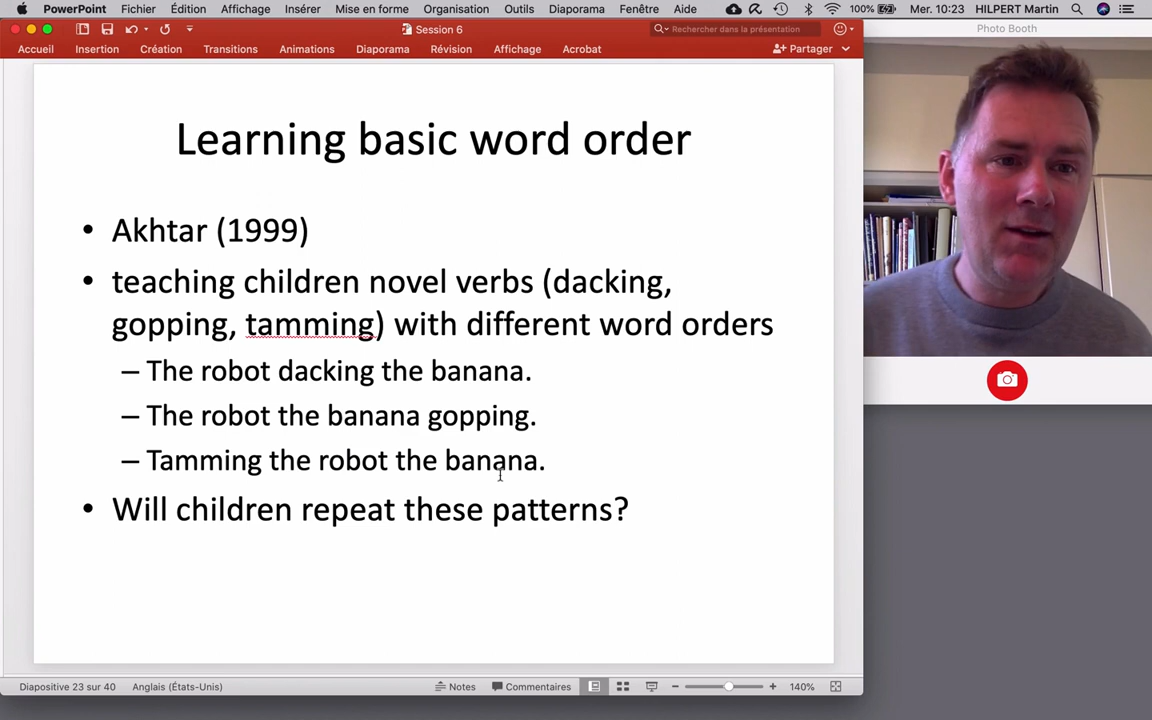 PowerPoint Fichier Édition Affichage Insérer Mise en forme Organisation Outils Diaporama Fenêtre Aide 100% Mer. 10:23 HILPERT Martin
Session 6
Rechercher dans la présentation
Photo Booth
Accueil Insertion Création Transitions Animations Diaporama Révision Affichage Acrobat Partager
Learning basic word order
• Akhtar (1999)
• teaching children novel verbs (dacking,
gopping, tamming) with different word orders
– The robot dacking the banana.
– The robot the banana gopping.
– Tamming the robot the banana.
• Will children repeat these patterns?
Diapositive 23 sur 40 Anglais (États-Unis) Notes Commentaires 140%